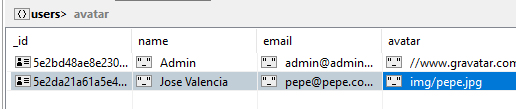 users> avatar
_id name email avatar
5e2bd48ae8e230... Admin admin@admin... //www.gravatar.com
5e2da21a61a5e4... Jose Valencia pepe@pepe.co... img/pepe.jpg